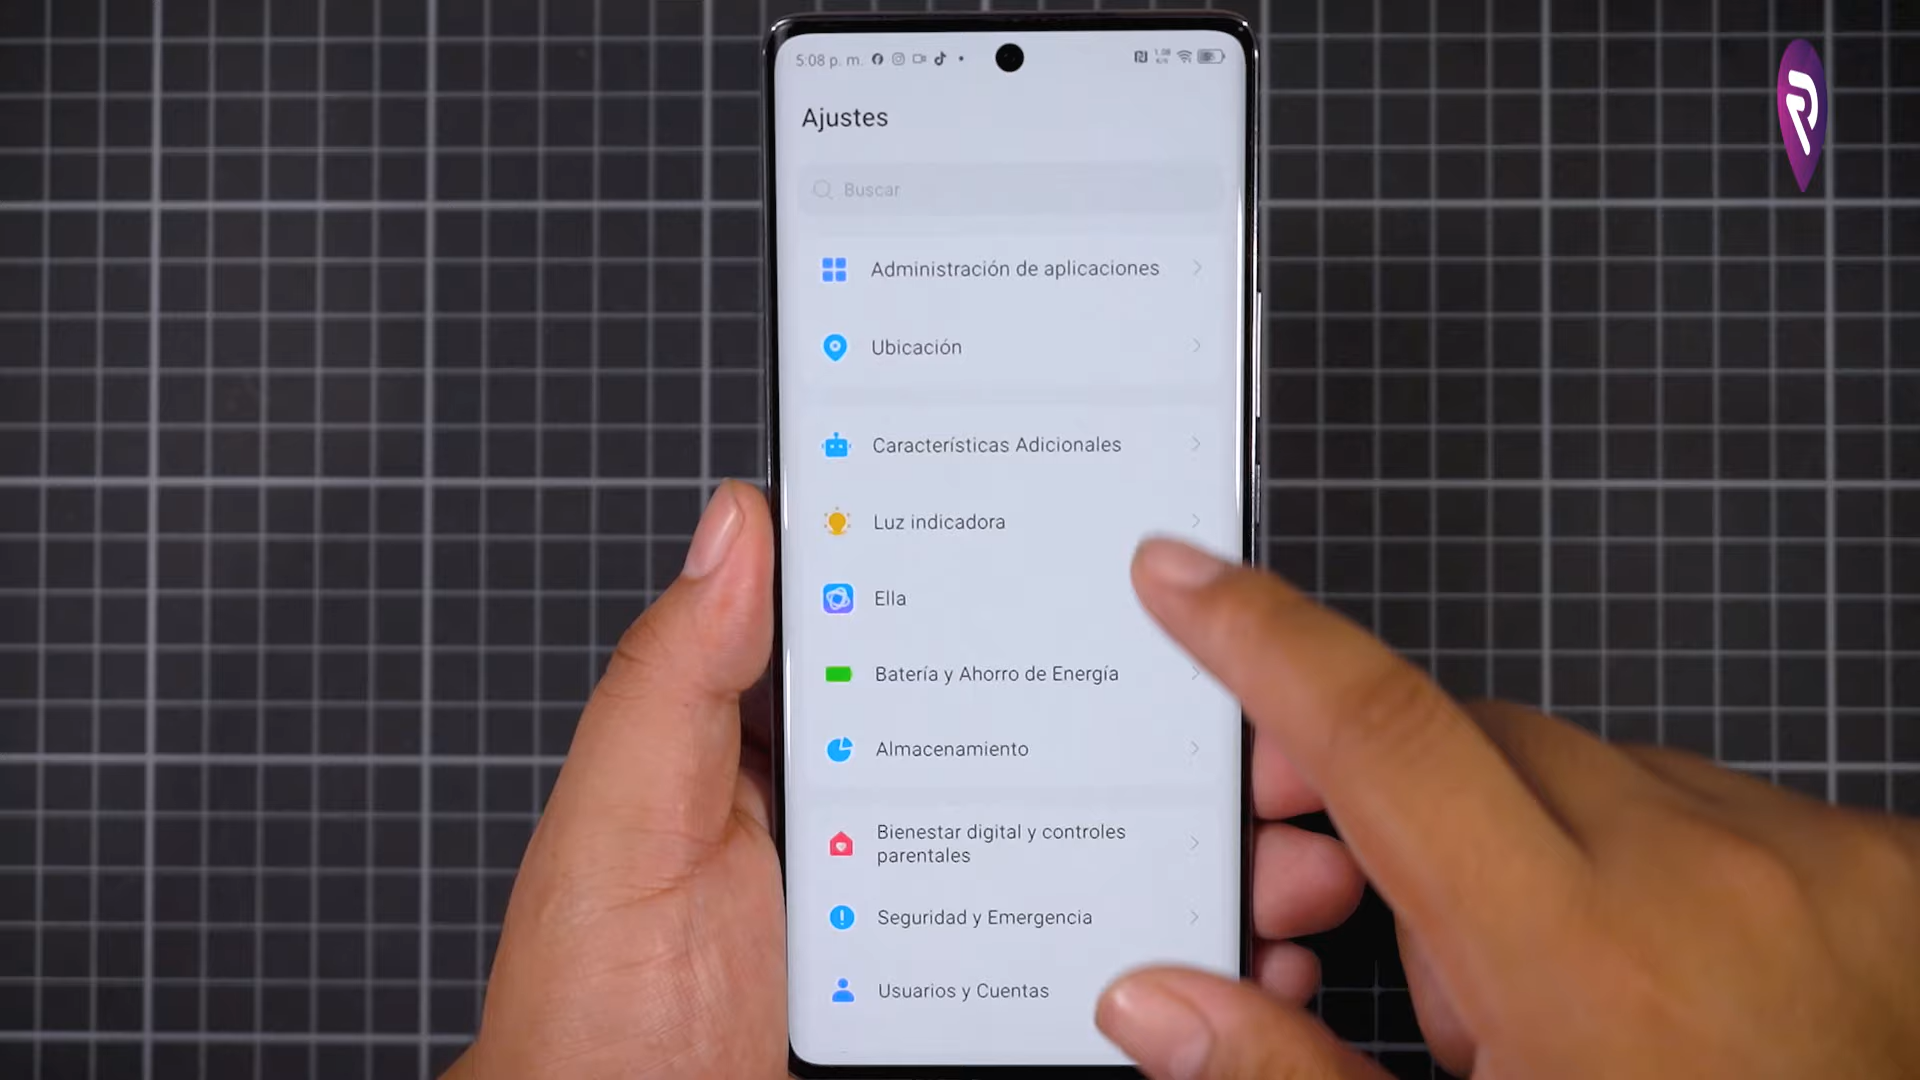 5:08 p. m.
Ajustes
Buscar
Administración de aplicaciones
Ubicación
Características Adicionales
Luz indicadora
Ella
Batería y Ahorro de Energía
Almacenamiento
Bienestar digital y controles
parentales
Seguridad y Emergencia
Usuarios y Cuentas